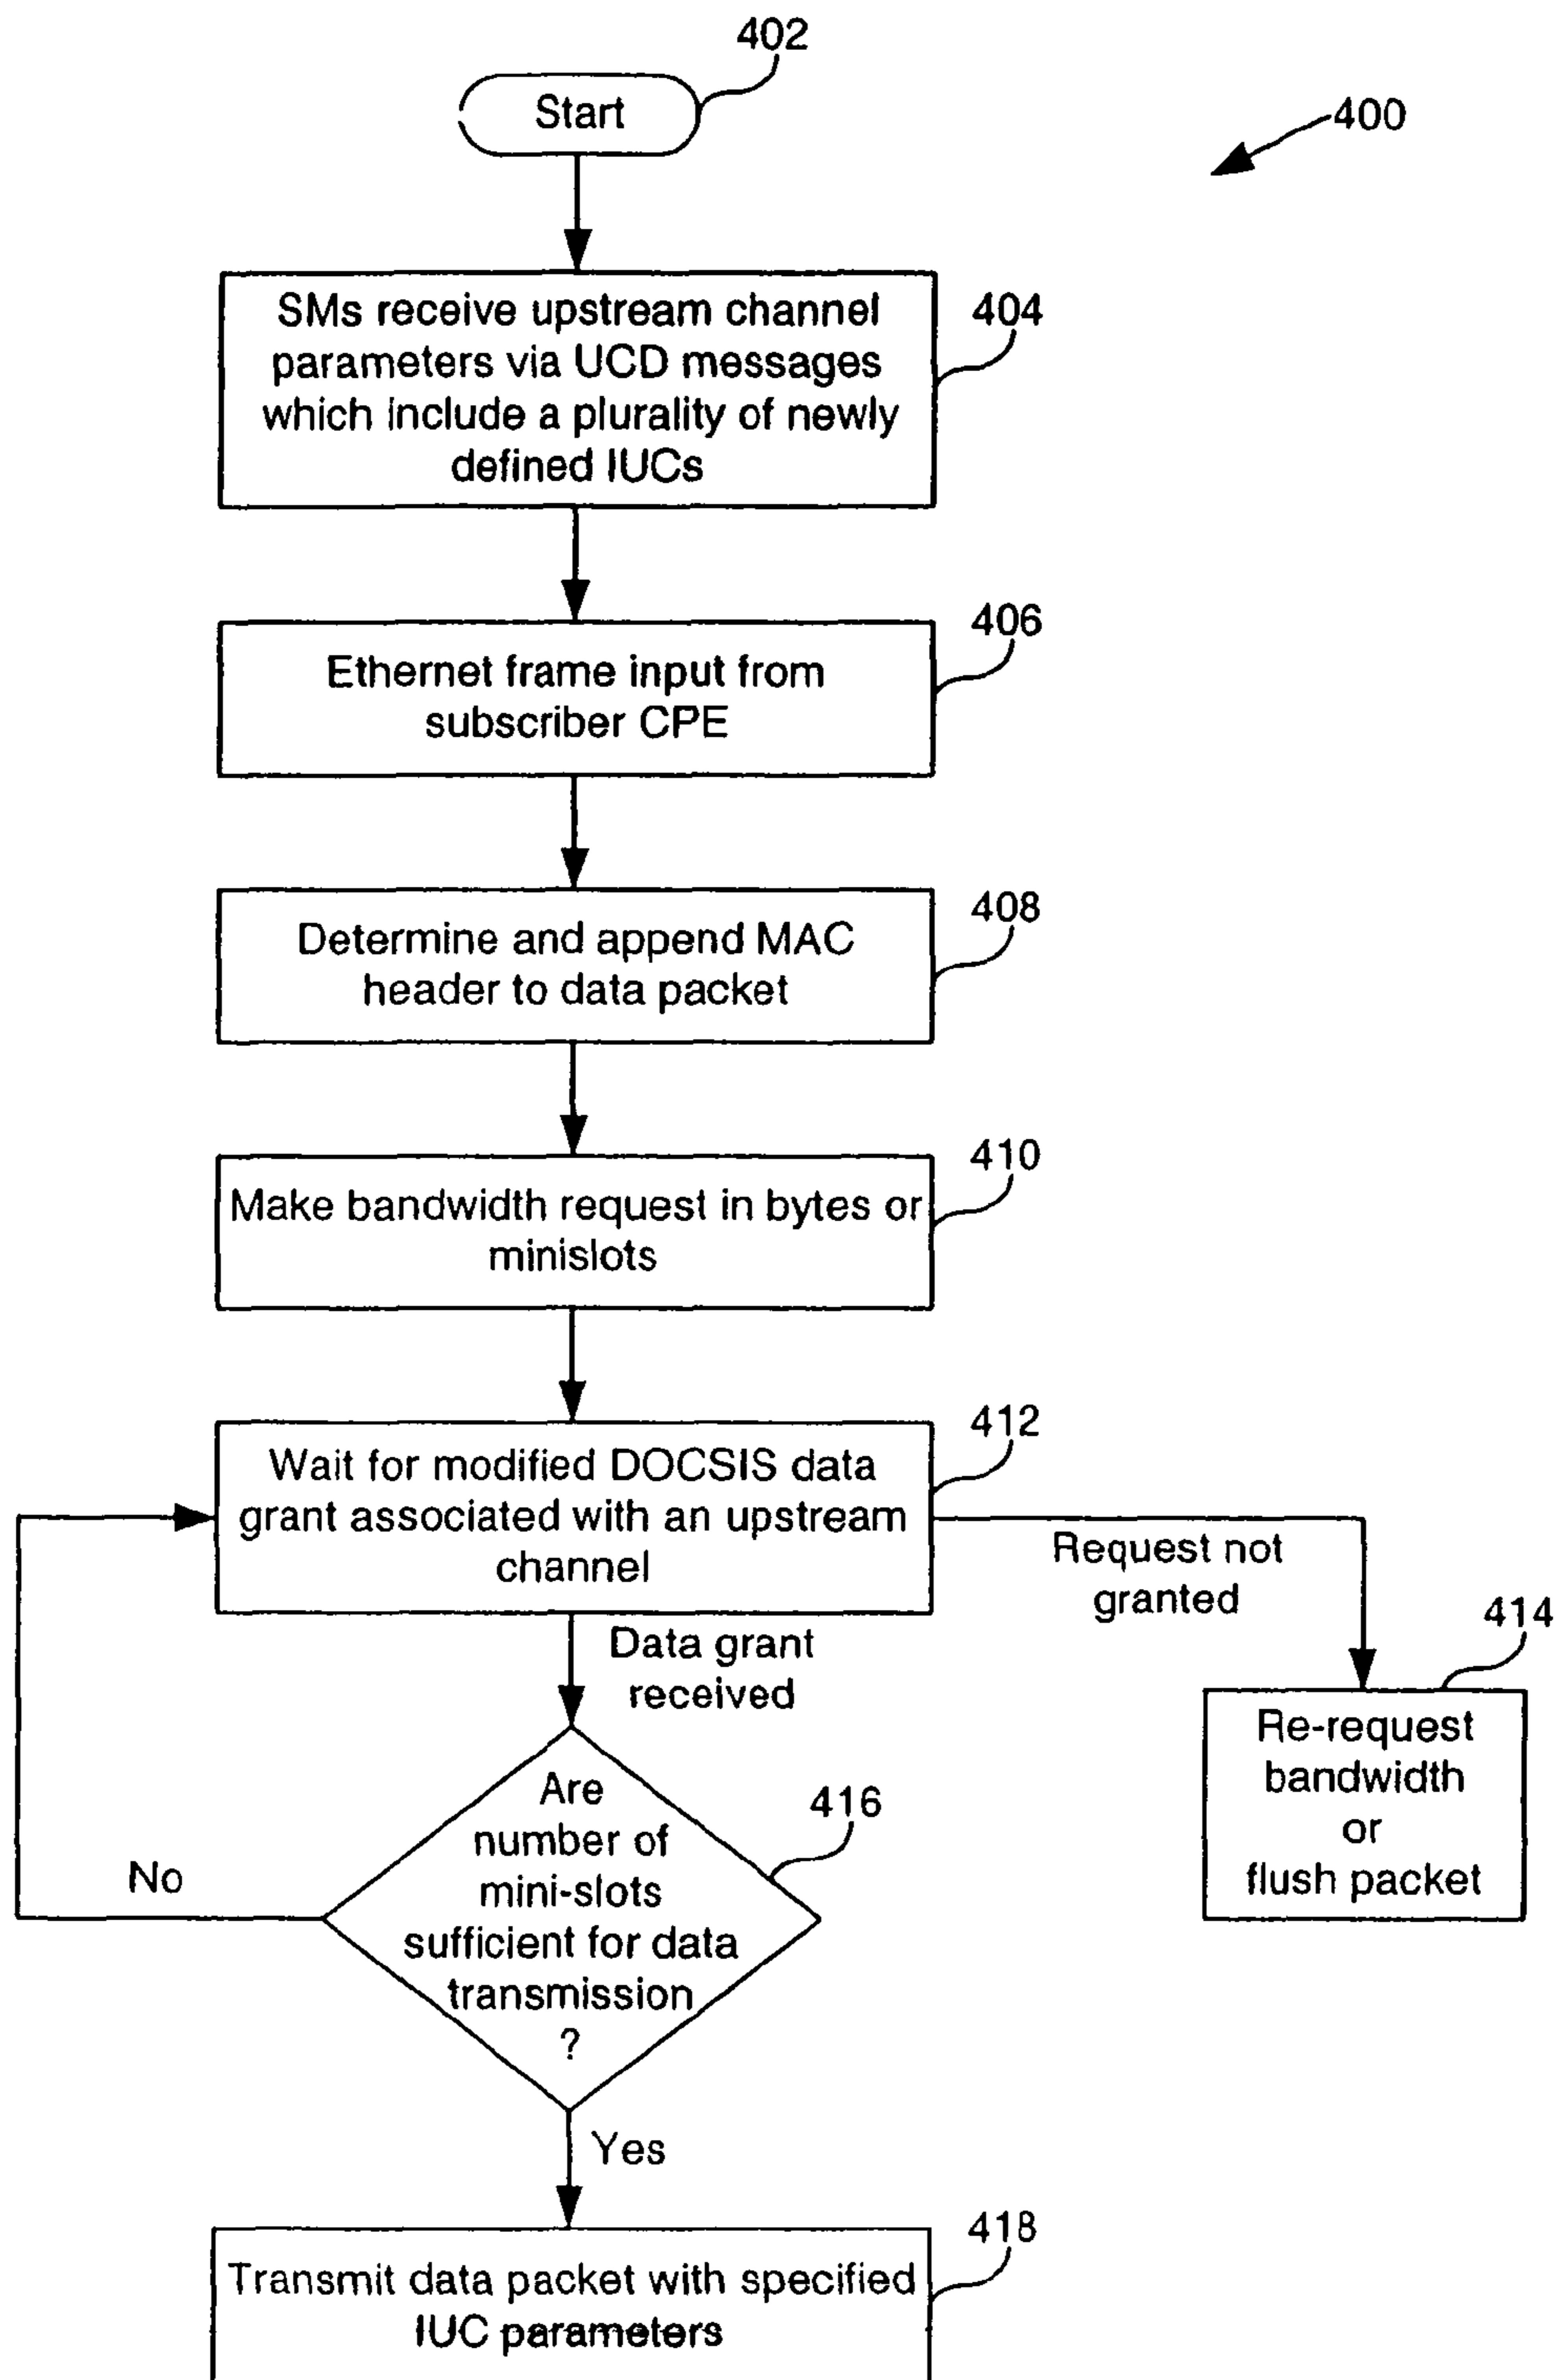 402
Start
400
SMs receive upstream channel
parameters via UCD messages
which include a plurality of newly
defined IUCs
404
Ethernet frame input from
subscriber CPE
406
Determine and append MAC
header to data packet
408
Make bandwidth request in bytes or
minislots
410
Wait for modified DOCSIS data
grant associated with an upstream
channel
412
Request not
granted
414
Re-request
bandwidth
or
flush packet
Data grant
received
Are
number of
mini-slots
sufficient for data
transmission
?
416
No
Yes
Transmit data packet with specified
IUC parameters
418